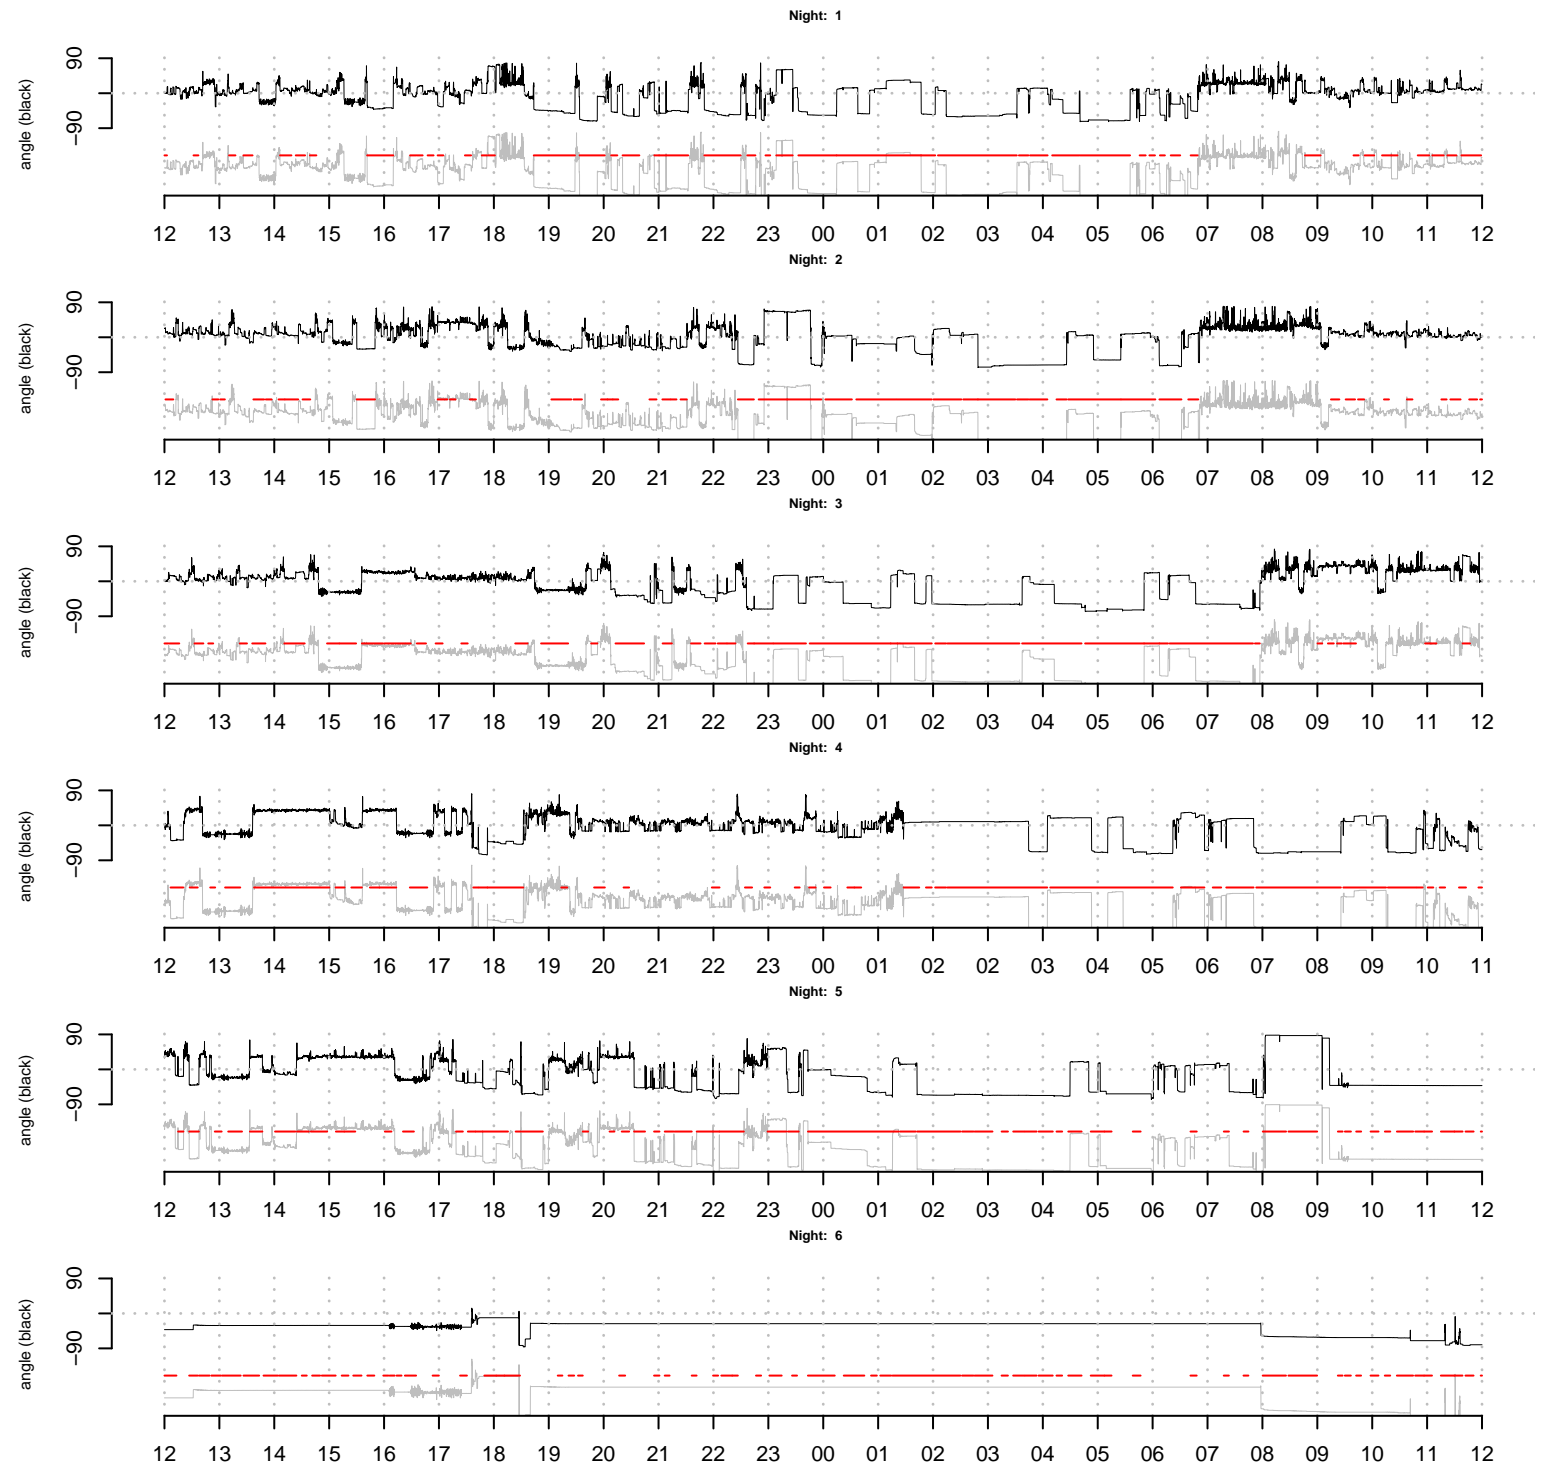 Night: 1
90
-90
angle (black)
12 13 14 15 16 17 18 19 20 21 22 23 00 01 02 03 04 05 06 07 08 09 10 11 12
Night: 2
90
-90
angle (black)
12 13 14 15 16 17 18 19 20 21 22 23 00 01 02 03 04 05 06 07 08 09 10 11 12
Night: 3
90
-90
angle (black)
12 13 14 15 16 17 18 19 20 21 22 23 00 01 02 03 04 05 06 07 08 09 10 11 12
Night: 4
90
-90
angle (black)
12 13 14 15 16 17 18 19 20 21 22 23 00 01 02 02 03 04 05 06 07 08 09 10 11
Night: 5
90
-90
angle (black)
12 13 14 15 16 17 18 19 20 21 22 23 00 01 02 03 04 05 06 07 08 09 10 11 12
Night: 6
90
-90
angle (black)
12 13 14 15 16 17 18 19 20 21 22 23 00 01 02 03 04 05 06 07 08 09 10 11 12